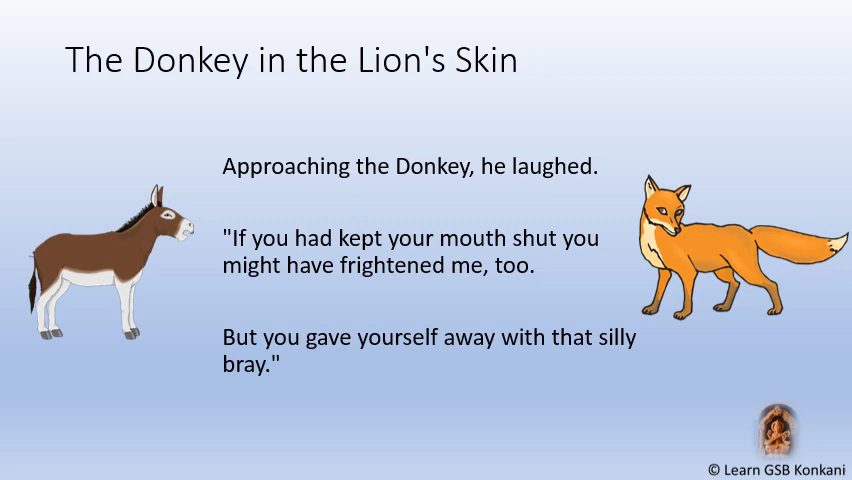 The Donkey in the Lion's Skin
Approaching the Donkey, he laughed.
"If you had kept your mouth shut you
might have frightened me, too.
But you gave yourself away with that silly
bray."
© Learn GSB Konkani